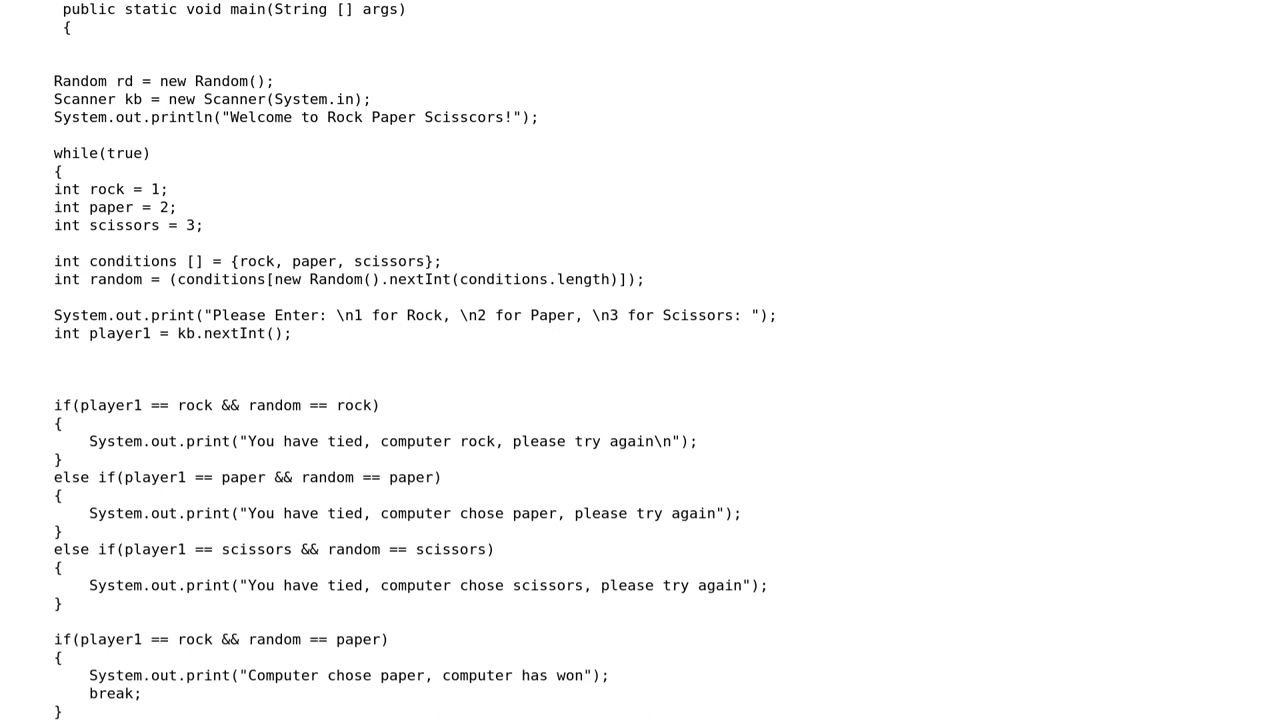 public static void main(String [] args)
{
Random rd = new Random();
Scanner kb = new Scanner(System.in);
System.out.println("Welcome to Rock Paper Scisscors!");
while(true)
{
int rock = 1;
int paper = 2;
int scissors = 3;
int conditions [] = {rock, paper, scissors};
int random = (conditions[new Random().nextInt(conditions.length)]);
System.out.print("Please Enter: \n1 for Rock, \n2 for Paper, \n3 for Scissors: ");
int player1 = kb.nextInt();
if(player1 == rock && random == rock)
{
System.out.print("You have tied, computer rock, please try again\n");
}
else if(player1 == paper && random == paper)
{
System.out.print("You have tied, computer chose paper, please try again");
}
else if(player1 == scissors && random == scissors)
{
System.out.print("You have tied, computer chose scissors, please try again");
}
if(player1 == rock && random == paper)
{
System.out.print("Computer chose paper, computer has won");
break;
}